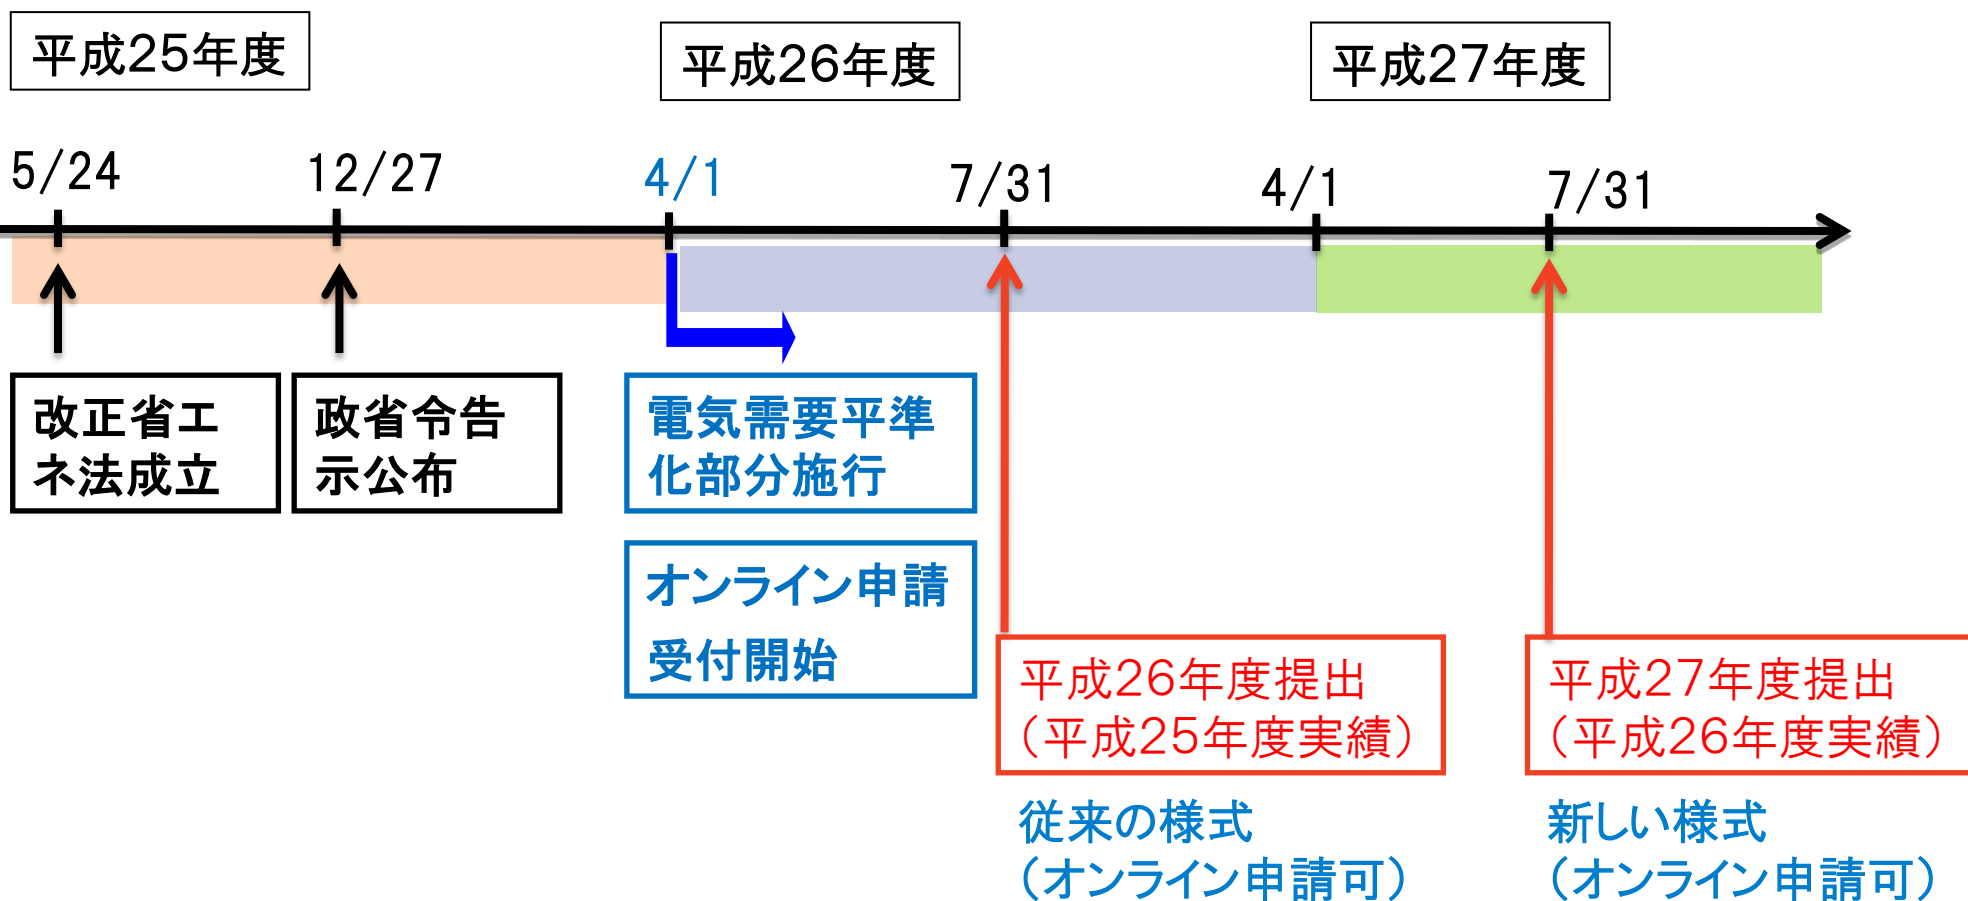 平成25年度
平成26年度
平成27年度
5/24
12/27
4/1
7/31
4/1
7/31
改正省エ
ネ法成立
政省令告
示公布
電気需要平準
化部分施行
オンライン申請
受付開始
平成26年度提出
（平成25年度実績）
従来の様式
（オンライン申請可）
平成27年度提出
（平成26年度実績）
新しい様式
（オンライン申請可）